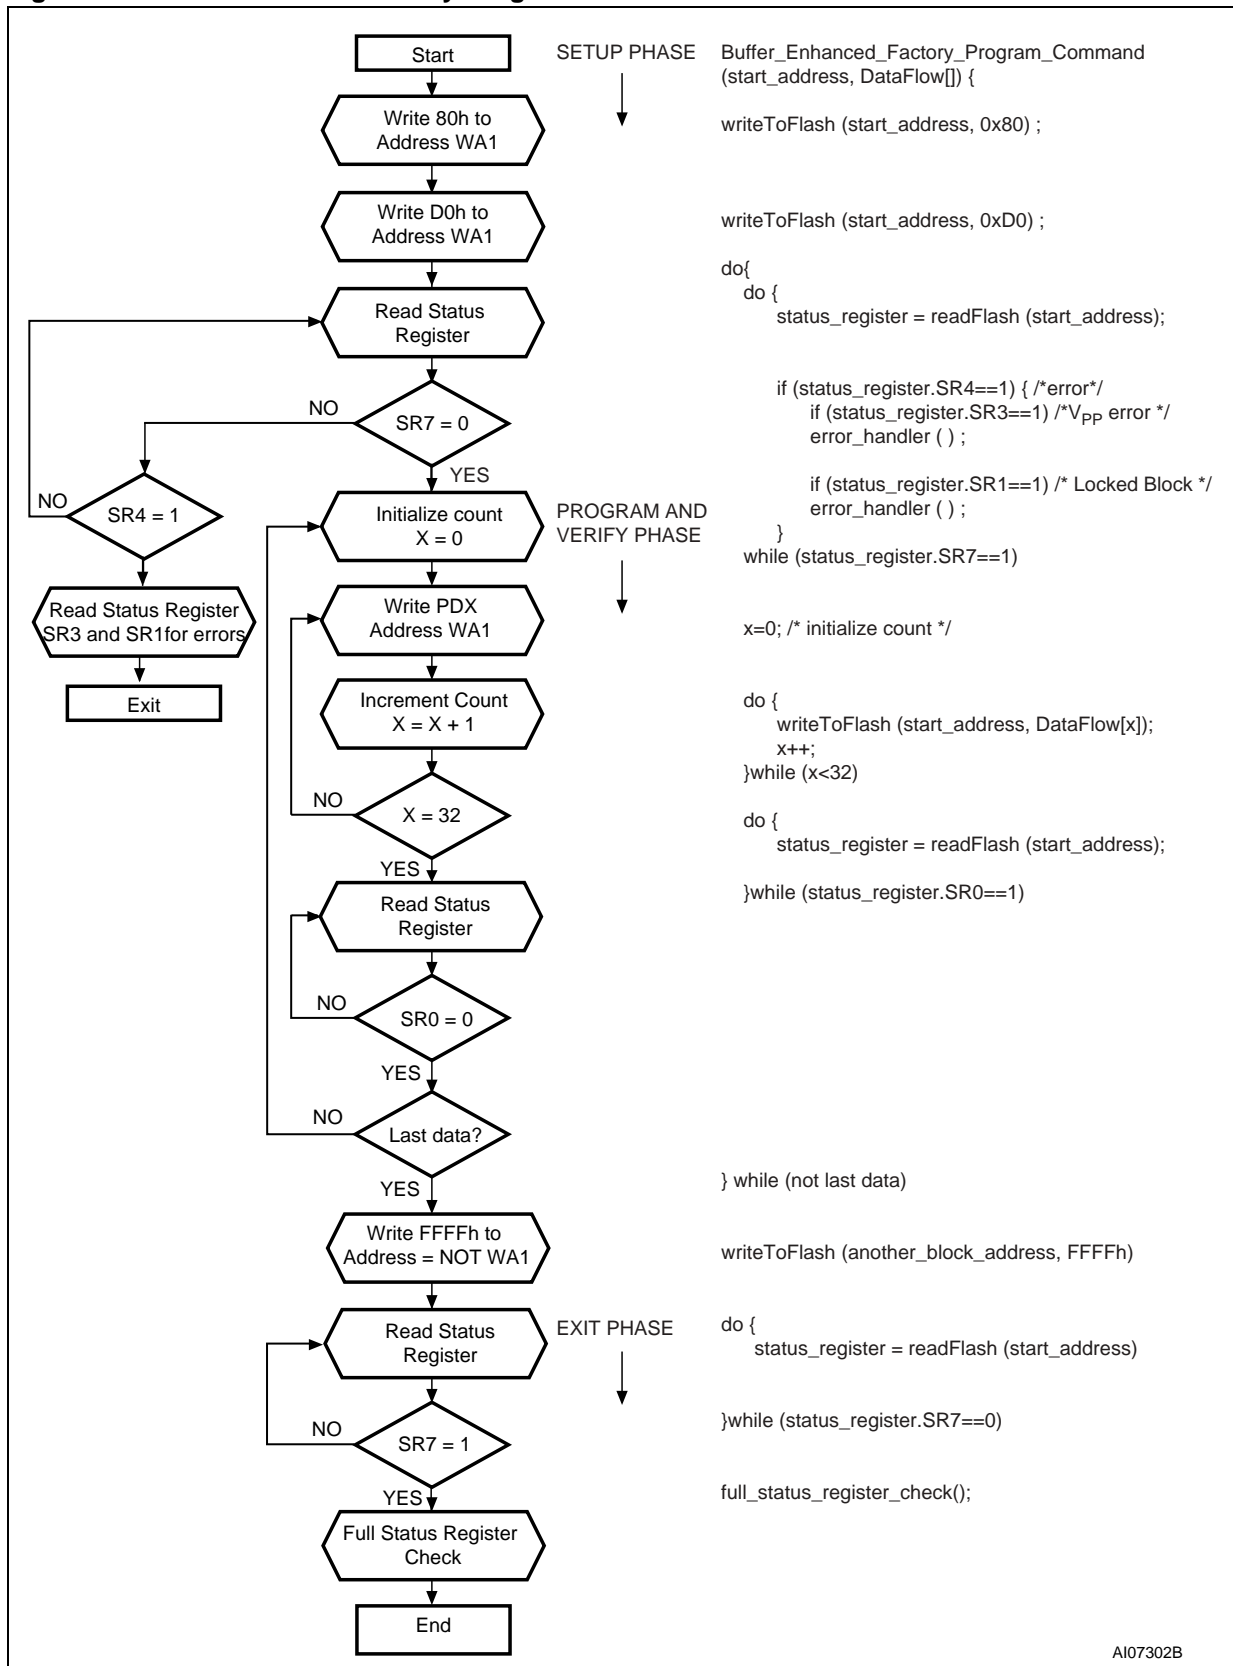 Start
Write 80h to
Address WA1
Write D0h to
Address WA1
Read Status
Register
NO
SR7 = 0
YES
NO
SR4 = 1
Read Status Register
SR3 and SR1for errors
Exit
Initialize count
X = 0
Write PDX
Address WA1
Increment Count
X = X + 1
NO
X = 32
YES
Read Status
Register
NO
SR0 = 0
YES
NO
Last data?
YES
Write FFFFh to
Address = NOT WA1
Read Status
Register
NO
SR7 = 1
YES
Full Status Register
Check
End
SETUP PHASE
PROGRAM AND
VERIFY PHASE
EXIT PHASE
Buffer_Enhanced_Factory_Program_Command
(start_address, DataFlow[]) {
writeToFlash (start_address, 0x80) ;
writeToFlash (start_address, 0xD0) ;
do{
do {
status_register = readFlash (start_address);
if (status_register.SR4==1) { /*error*/
if (status_register.SR3==1) /*VPP error */
error_handler ( ) ;
if (status_register.SR1==1) /* Locked Block */
error_handler ( ) ;
}
while (status_register.SR7==1)
x=0; /* initialize count */
do {
writeToFlash (start_address, DataFlow[x]);
x++;
}while (x<32)
do {
status_register = readFlash (start_address);
}while (status_register.SR0==1)
} while (not last data)
writeToFlash (another_block_address, FFFFh)
do {
status_register = readFlash (start_address)
}while (status_register.SR7==0)
full_status_register_check();
AI07302B